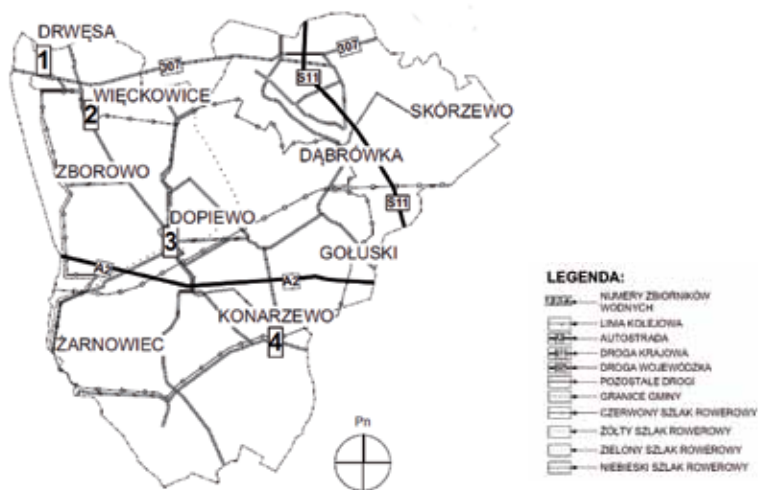 DRWĘSA
1
307
307
S11
WIĘCKOWICE
2
SKÓRZEWO
DĄBRÓWKA
ZBOROWO
S11
DOPIEWO
3
GOŁUSKI
A2
A2
KONARZEWO
4
ŻARNOWIEC
Pn
LEGENDA:
NUMERY ZBIORNIKÓW
WODNYCH
LINIA KOLEJOWA
AUTOSTRADA
DROGA KRAJOWA
DROGA WOJEWÓDZKA
POZOSTAŁE DROGI
GRANICE GMINY
CZERWONY SZLAK ROWEROWY
ŻÓŁTY SZLAK ROWEROWY
ZIELONY SZLAK ROWEROWY
NIEBIESKI SZLAK ROWEROWY